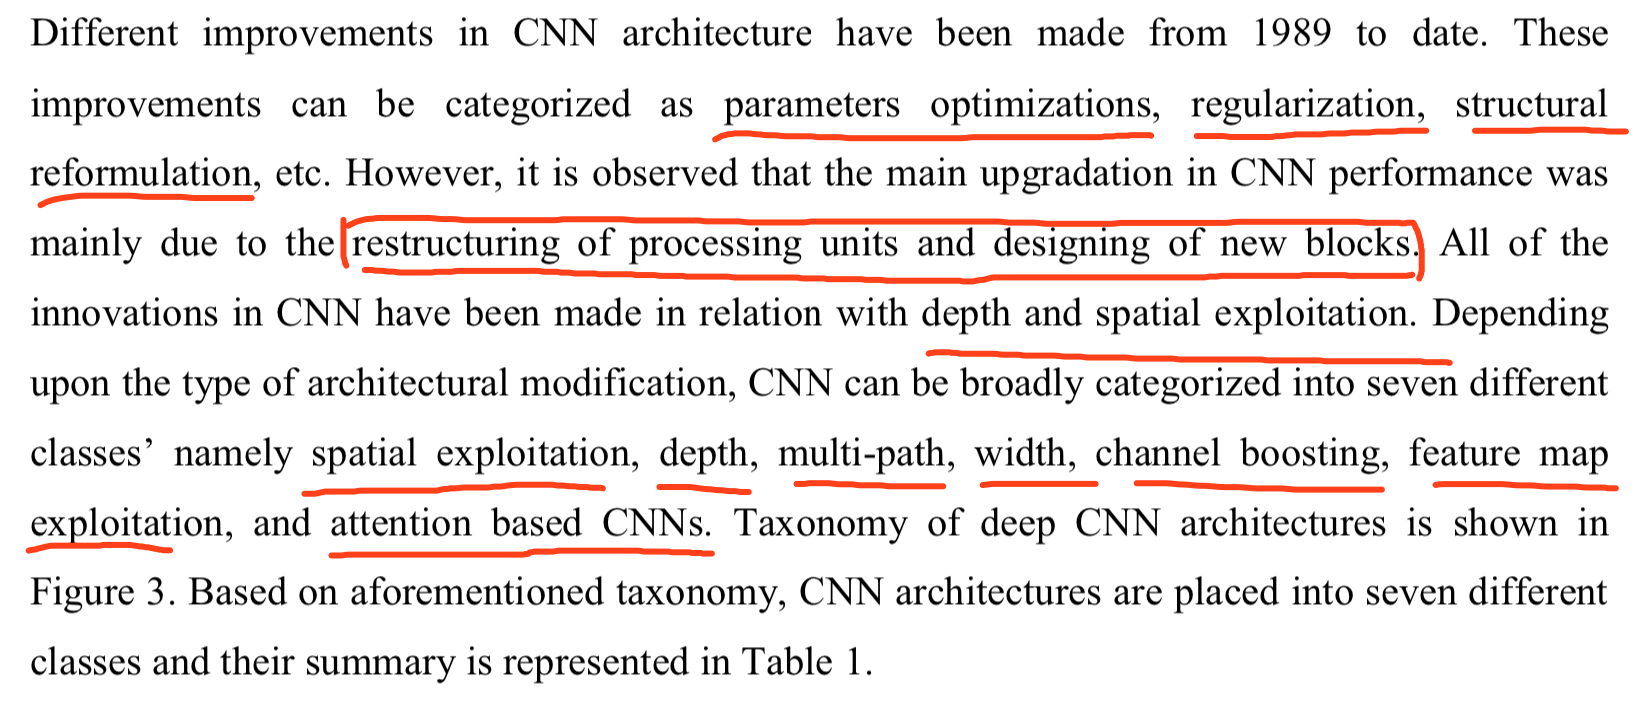 Different improvements in CNN architecture have been made from 1989 to date. These
improvements can be categorized as parameters optimizations, regularization, structural
reformulation, etc. However, it is observed that the main upgradation in CNN performance was
mainly due to the restructuring of processing units and designing of new blocks. All of the
innovations in CNN have been made in relation with depth and spatial exploitation. Depending
upon the type of architectural modification, CNN can be broadly categorized into seven different
classes’ namely spatial exploitation, depth, multi-path, width, channel boosting, feature map
exploitation, and attention based CNNs. Taxonomy of deep CNN architectures is shown in
Figure 3. Based on aforementioned taxonomy, CNN architectures are placed into seven different
classes and their summary is represented in Table 1.